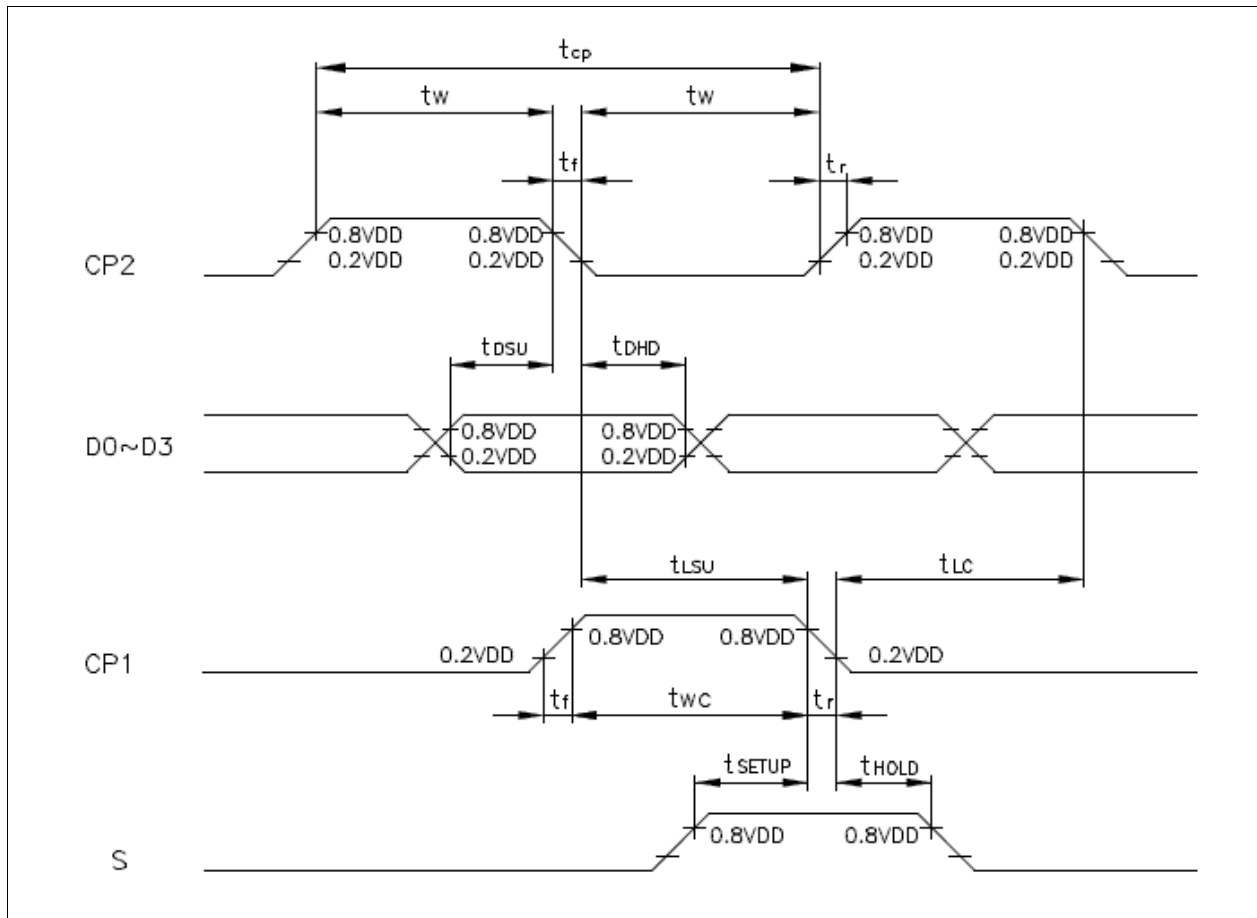 tcp
tw tw
tf tr
CP2
0.8VDD 0.8VDD 0.8VDD 0.8VDD
0.2VDD 0.2VDD 0.2VDD 0.2VDD
tDSU tDHD
D0~D3
0.8VDD 0.8VDD
0.2VDD 0.2VDD
tLSU tLC
CP1
0.8VDD 0.8VDD
0.2VDD 0.2VDD
tf twc tr
tSETUP tHOLD
S
0.8VDD 0.8VDD